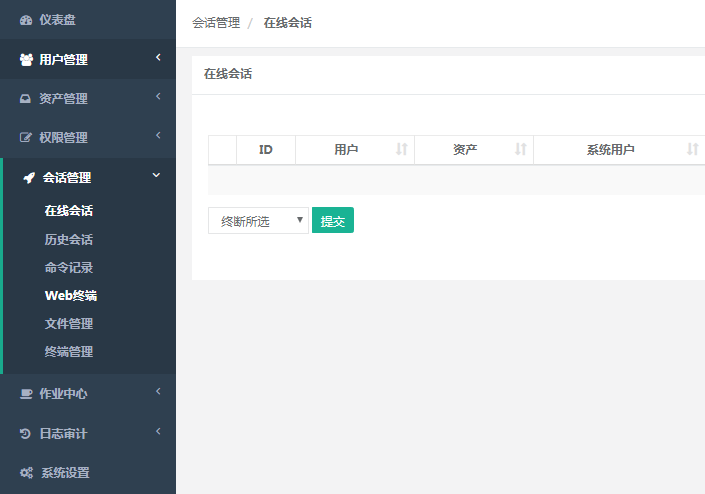 仪表盘
用户管理
资产管理
权限管理
会话管理
在线会话
历史会话
命令记录
Web终端
文件管理
终端管理
作业中心
日志审计
系统设置
会话管理 / 在线会话
在线会话
ID 用户 资产 系统用户
终断所选 提交